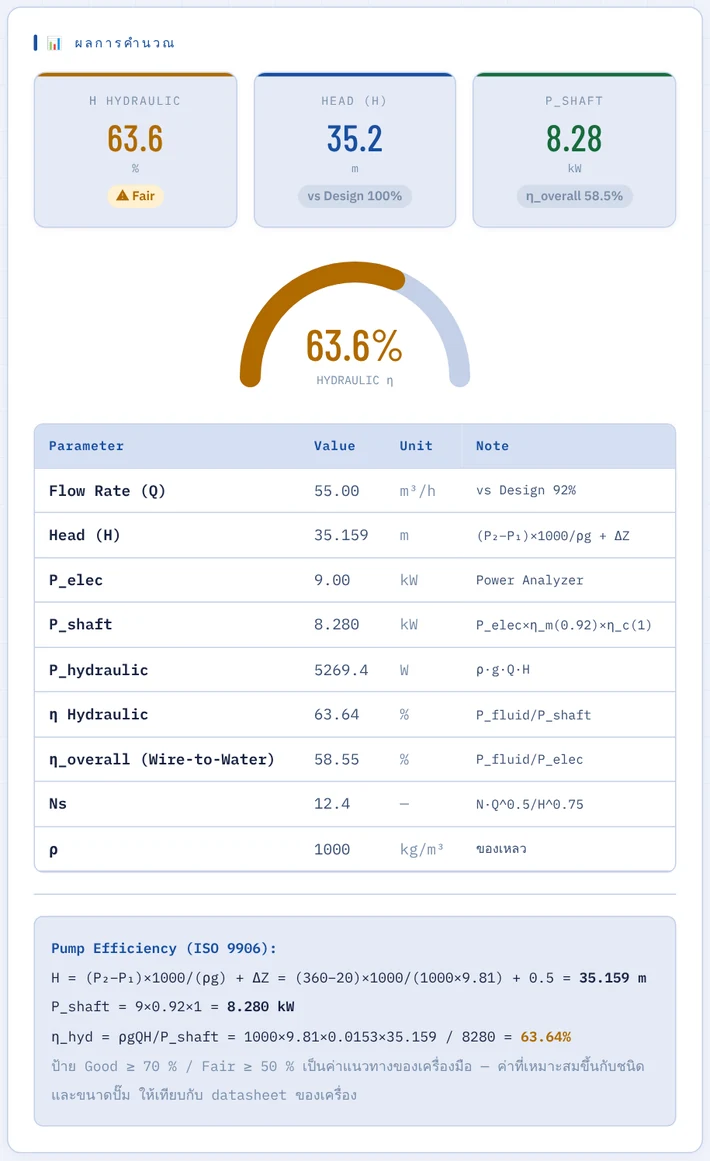 📊 ผลการคำนวณ
Η HYDRAULIC
63.6
%
⚠ Fair
HEAD (H)
35.2
m
vs Design 100%
P_SHAFT
8.28
kW
η_overall 58.5%
63.6%
HYDRAULIC η
Parameter Value Unit Note
Flow Rate (Q) 55.00 m³/h vs Design 92%
Head (H) 35.159 m (P₂−P₁)×1000/ρg + ΔZ
P_elec 9.00 kW Power Analyzer
P_shaft 8.280 kW P_elec×η_m(0.92)×η_c(1)
P_hydraulic 5269.4 W ρ·g·Q·H
η Hydraulic 63.64 % P_fluid/P_shaft
η_overall (Wire-to-Water) 58.55 % P_fluid/P_elec
Ns 12.4 — N·Q^0.5/H^0.75
ρ 1000 kg/m³ ของเหลว
Pump Efficiency (ISO 9906):
H = (P₂−P₁)×1000/(ρg) + ΔZ = (360−20)×1000/(1000×9.81) + 0.5 = 35.159 m
P_shaft = 9×0.92×1 = 8.280 kW
η_hyd = ρgQH/P_shaft = 1000×9.81×0.0153×35.159 / 8280 = 63.64%
ป้าย Good ≥ 70 % / Fair ≥ 50 % เป็นค่าแนวทางของเครื่องมือ — ค่าที่เหมาะสมขึ้นกับชนิด
และขนาดปั๊ม ให้เทียบกับ datasheet ของเครื่อง